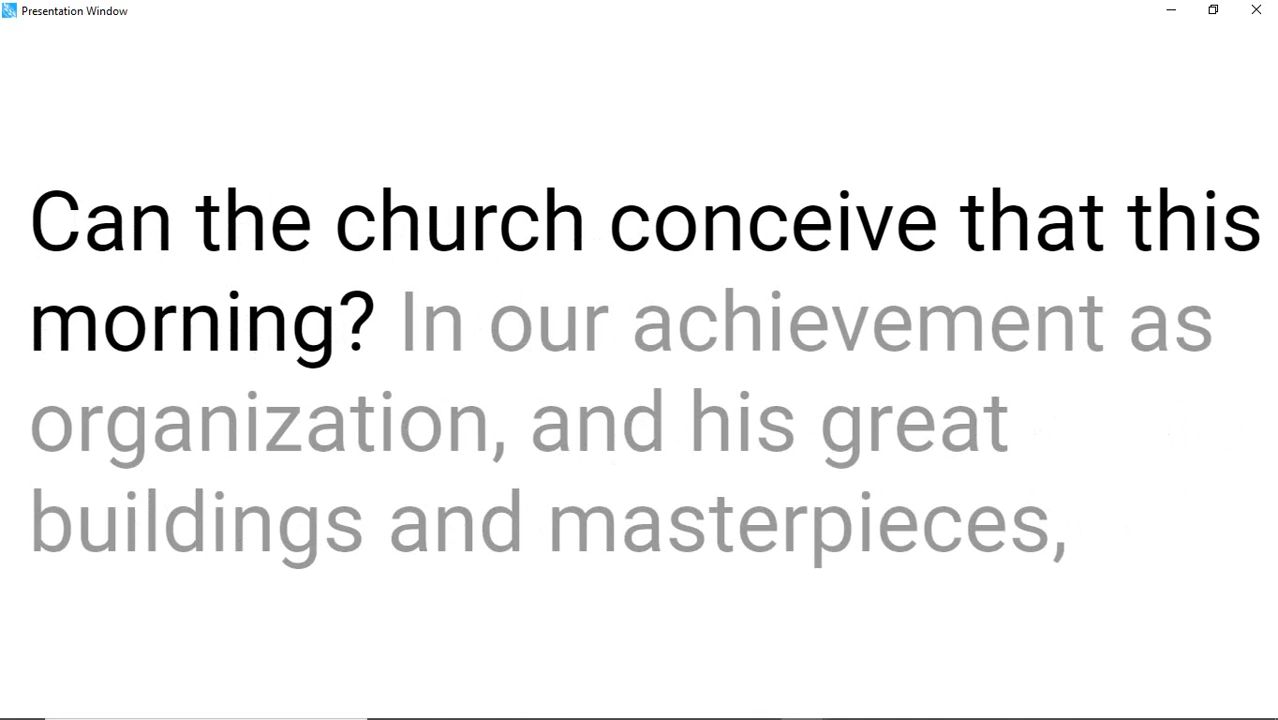 Presentation Window
Can the church conceive that this
morning? In our achievement as
organization, and his great
buildings and masterpieces,